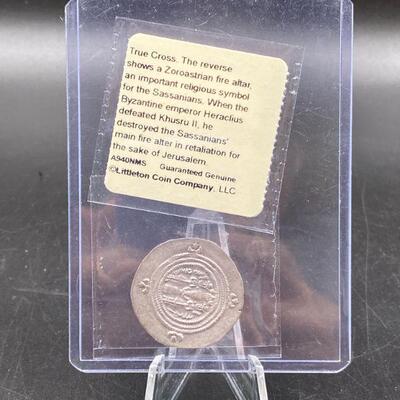 True Cross. The reverse
shows a Zoroastrian fire altar,
an important religious symbol
for the Sassanians. When the
Byzantine emperor Heraclius
defeated Khusru II, he
destroyed the Sassanians'
main fire after in retaliation for
the sake of Jerusalem.
A940NMS Guaranteed Genuine
©Littleton Coin Company, LLC